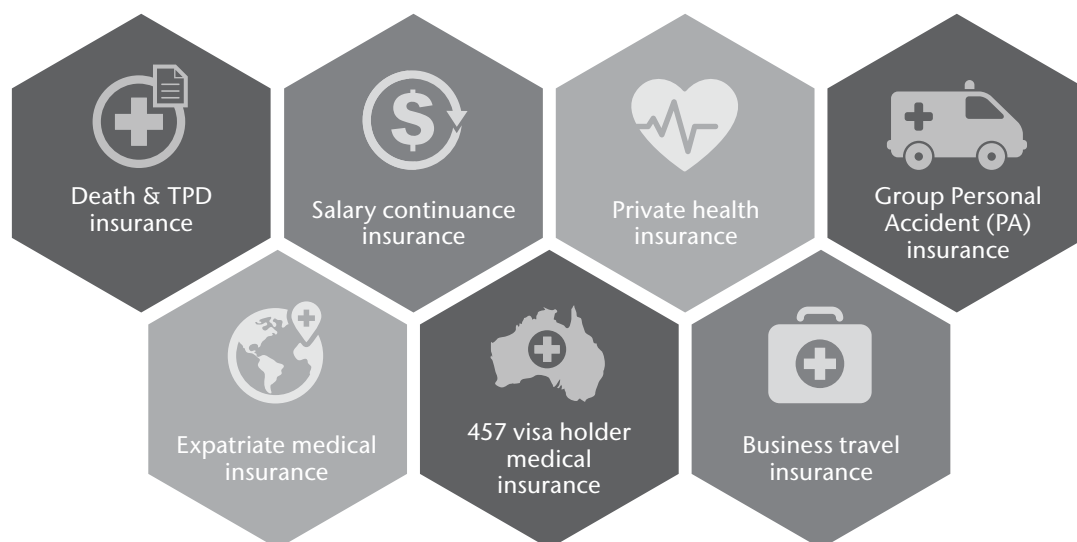 Death & TPD
insurance
Salary continuance
insurance
Private health
insurance
Group Personal
Accident (PA)
insurance
Expatriate medical
insurance
457 visa holder
medical
insurance
Business travel
insurance